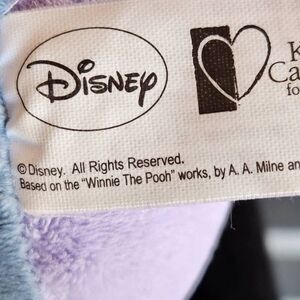 Disney
K
Ca
fo
©Disney. All Rights Reserved.
Based on the "Winnie The Pooh" works, by A. A. Milne and